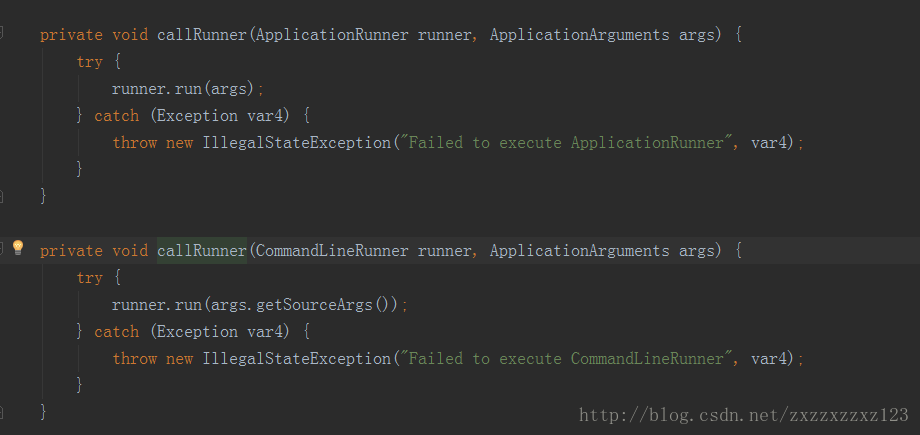 private void callRunner(ApplicationRunner runner, ApplicationArguments args) {
try {
runner.run(args);
} catch (Exception var4) {
throw new IllegalStateException("Failed to execute ApplicationRunner", var4);
}
}
private void callRunner(CommandLineRunner runner, ApplicationArguments args) {
try {
runner.run(args.getSourceArgs());
} catch (Exception var4) {
throw new IllegalStateException("Failed to execute CommandLineRunner", var4);
}
}
http://blog.csdn.net/zxzzxzzxz123